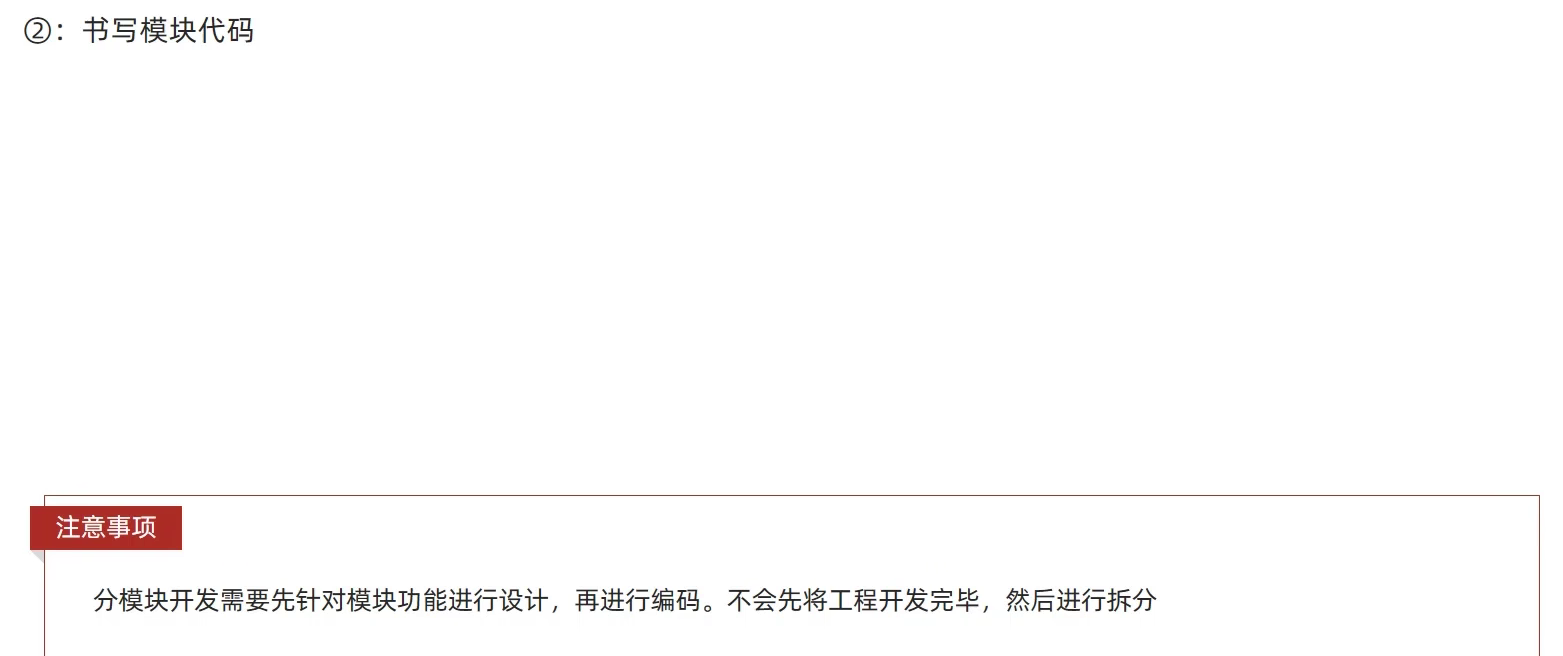 ②：书写模块代码
注意事项
分模块开发需要先针对模块功能进行设计，再进行编码。不会先将工程开发完毕，然后进行拆分